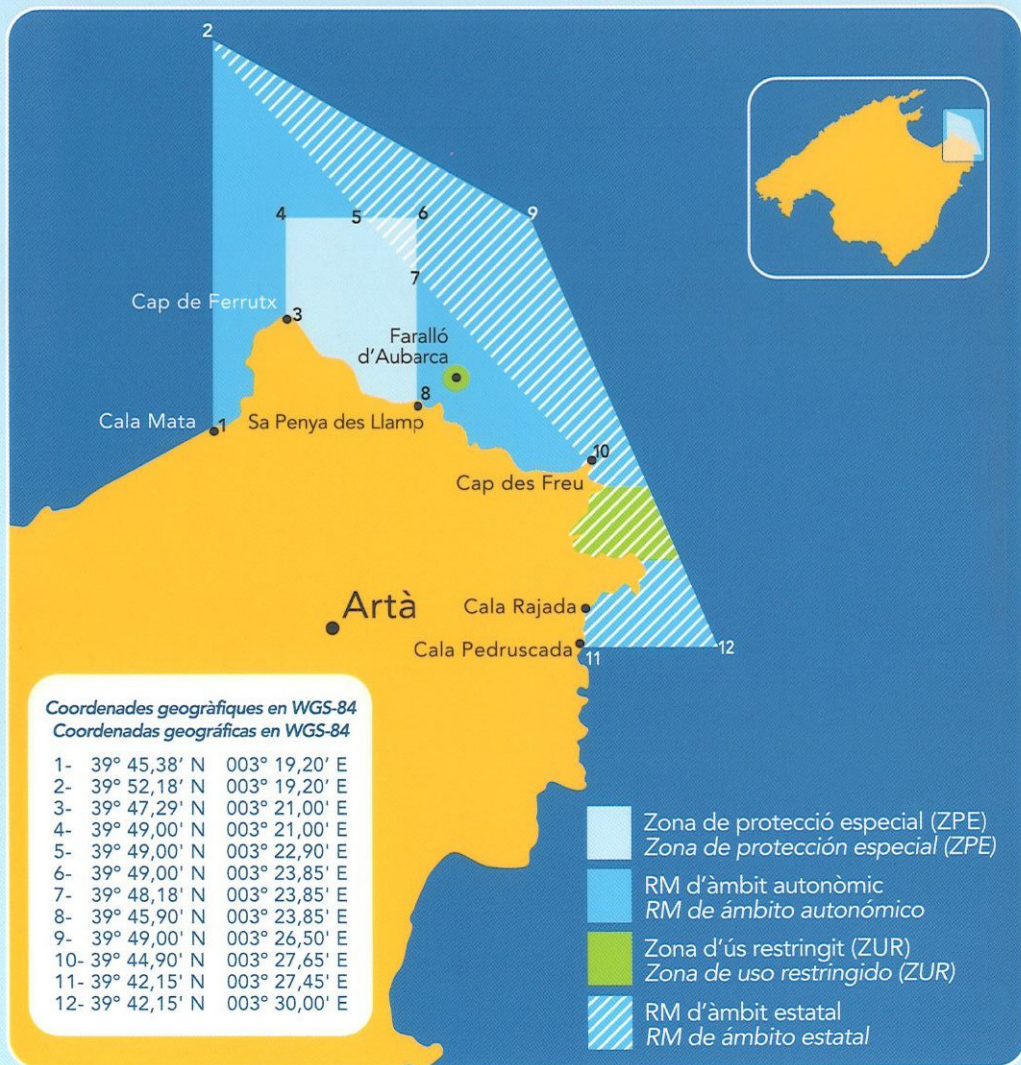 2
9
4
5
6
7
Cap de Ferrutx
3
Faralló
d'Aubarca
8
Cala Mata
1
Sa Penya des Llamp
10
Cap des Freu
Artà
Cala Rajada
Cala Pedruscada
11
12
Coordenades geogràfiques en WGS-84
Coordenadas geográficas en WGS-84
1- 39° 45,38' N 003° 19,20' E
2- 39° 52,18' N 003° 19,20' E
3- 39° 47,29' N 003° 21,00' E
4- 39° 49,00' N 003° 21,00' E
5- 39° 49,00' N 003° 22,90' E
6- 39° 49,00' N 003° 23,85' E
7- 39° 48,18' N 003° 23,85' E
8- 39° 45,90' N 003° 23,85' E
9- 39° 49,00' N 003° 26,50' E
10- 39° 44,90' N 003° 27,65' E
11- 39° 42,15' N 003° 27,45' E
12- 39° 42,15' N 003° 30,00' E
Zona de protecció especial (ZPE)
Zona de protección especial (ZPE)
RM d'àmbit autonòmic
RM de ámbito autonómico
Zona d'ús restringit (ZUR)
Zona de uso restringido (ZUR)
RM d'àmbit estatal
RM de ámbito estatal